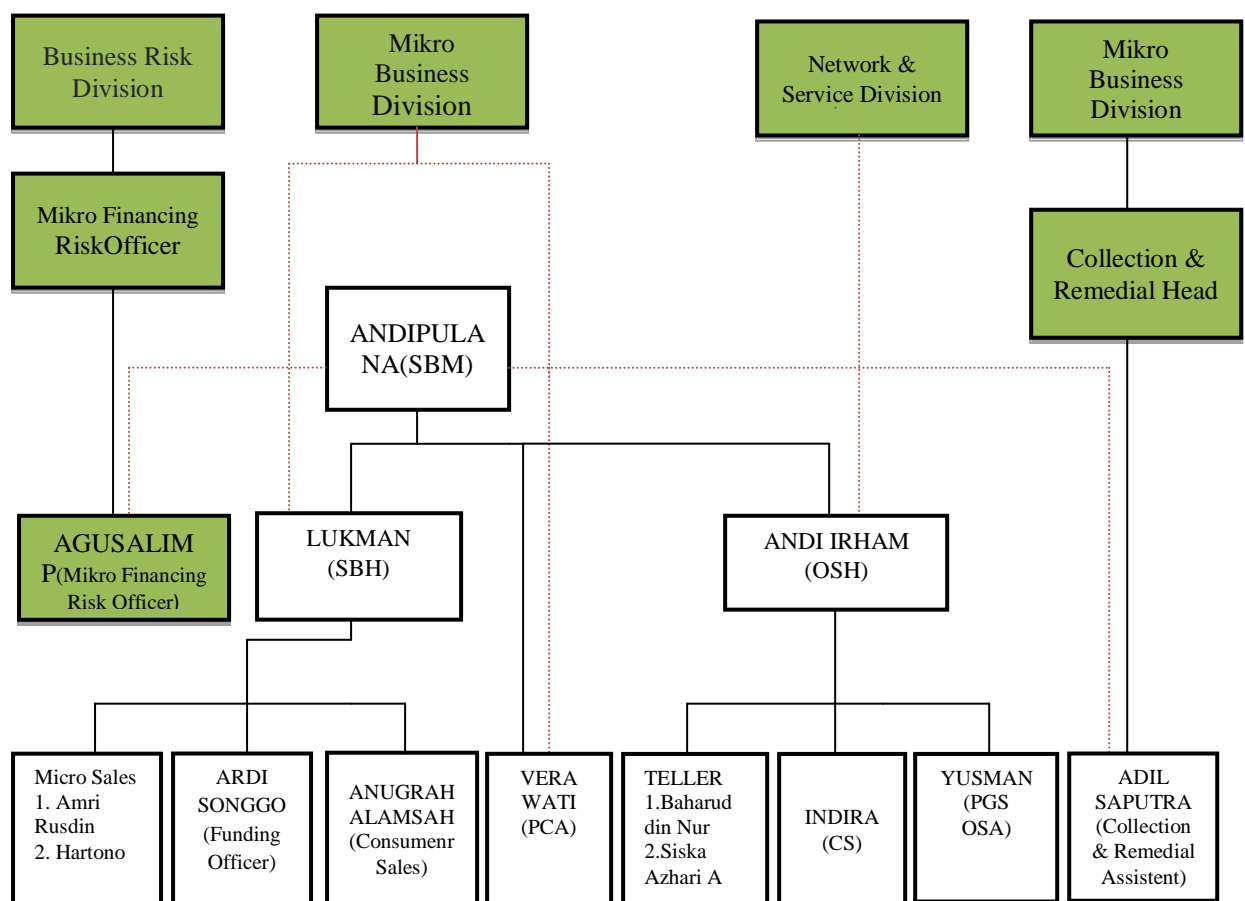 Business Risk
Division
Mikro
Business
Division
Network &
Service Division
Mikro
Business
Division
Mikro Financing
RiskOfficer
Collection &
Remedial Head
ANDIPULA
NA(SBM)
AGUSALIM
P(Mikro Financing
Risk Officer)
LUKMAN
(SBH)
ANDI IRHAM
(OSH)
Micro Sales
1. Amri
Rusdin
2. Hartono
ARDI
SONGGO
(Funding
Officer)
ANUGRAH
ALAMSAH
(Consumenr
Sales)
VERA
WATI
(PCA)
TELLER
1.Baharud
din Nur
2.Siska
Azhari A
INDIRA
(CS)
YUSMAN
(PGS
OSA)
ADIL
SAPUTRA
(Collection
& Remedial
Assistent)